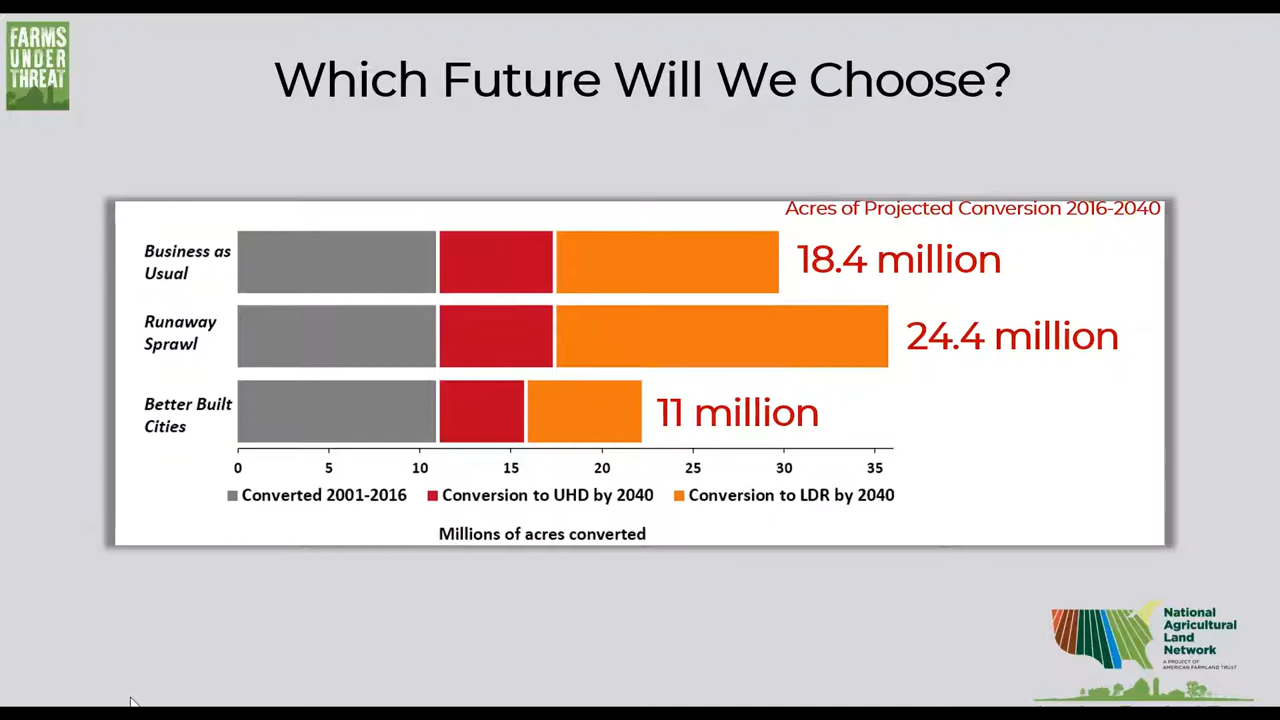 FARMS
UNDER
THREAT
Which Future Will We Choose?
Acres of Projected Conversion 2016-2040
Business as
Usual
18.4 million
Runaway
Sprawl
24.4 million
Better Built
Cities
11 million
0 5 10 15 20 25 30 35
Converted 2001-2016 Conversion to UHD by 2040 Conversion to LDR by 2040
Millions of acres converted
National
Agricultural
Land
Network
A PROJECT OF
AMERICAN FARMLAND TRUST